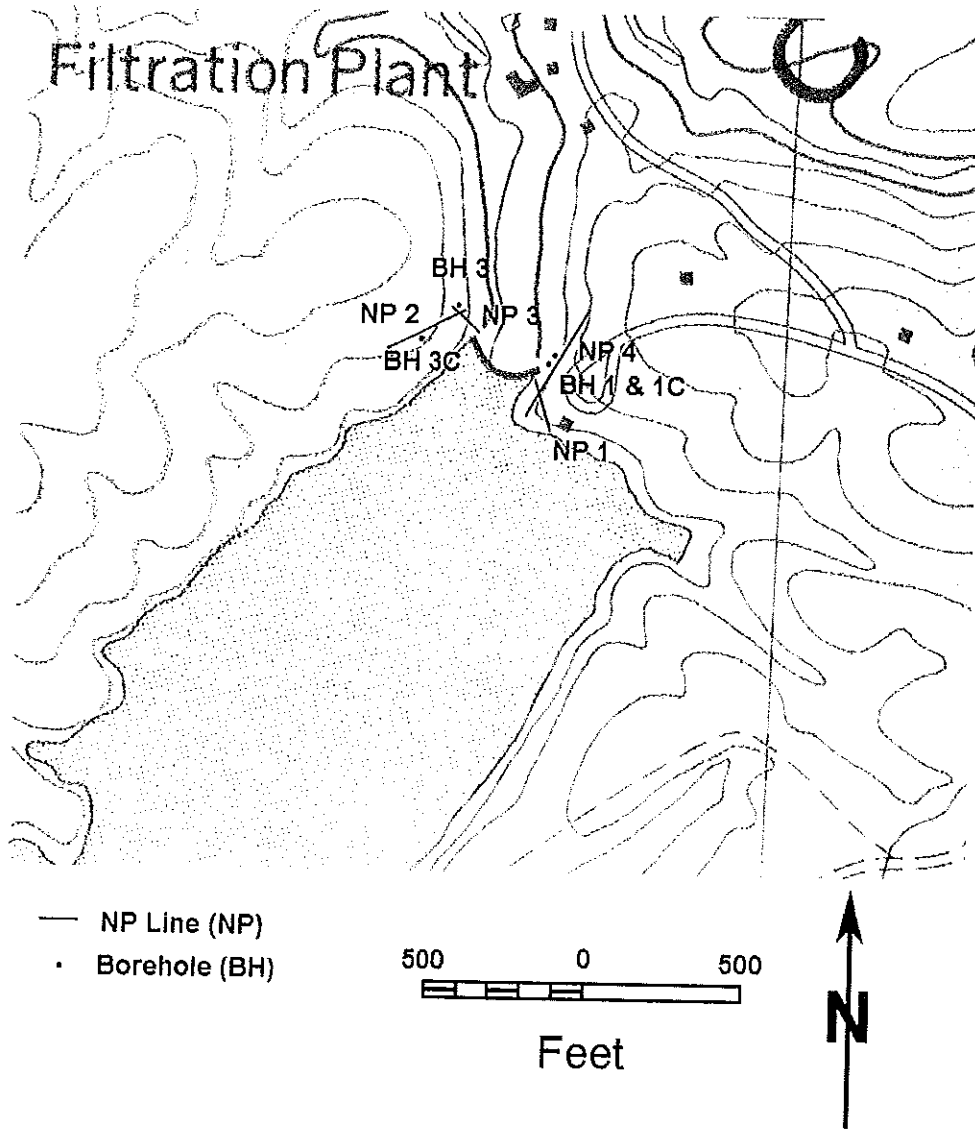 Filtration Plant
BH 3
NP 2
NP 3
BH 3C
NP 4
BH 1 & 1C
NP 1
NP Line (NP)
Borehole (BH)
500 0 500
Feet
N